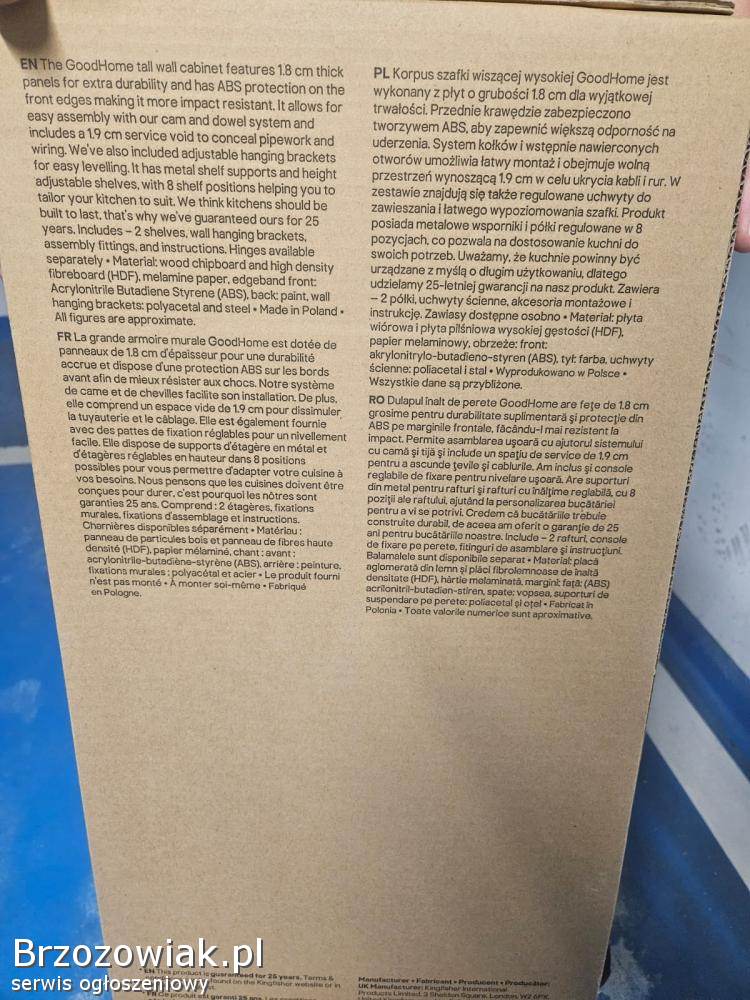 EN The GoodHome tall wall cabinet features 1.8 cm thick
panels for extra durability and has ABS protection on the
front edges making it more impact resistant. It allows for
easy assembly with our cam and dowel system and
includes a 1.9 cm service void to conceal pipework and
wiring. We've also included adjustable hanging brackets
for easy levelling. It has metal shelf supports and height
adjustable shelves, with 8 shelf positions helping you to
tailor your kitchen to suit. We think kitchens should be
built to last, that's why we've guaranteed ours for 25
years. Includes – 2 shelves, wall hanging brackets,
assembly fittings, and instructions. Hinges available
separately • Material: wood chipboard and high density
fibreboard (HDF), melamine paper, edgeband front:
Acrylonitrile Butadiene Styrene (ABS), back: paint, wall
hanging brackets: polyacetal and steel • Made in Poland •
All figures are approximate.
FR La grande armoire murale GoodHome est dotée de
panneaux de 1.8 cm d'épaisseur pour une durabilité
accrue et dispose d'une protection ABS sur les bords
avant afin de mieux résister aux chocs. Notre système
de came et de chevilles facilite son installation. De plus,
elle comprend un espace vide de 1.9 cm pour dissimuler
la tuyauterie et le câblage. Elle est également fournie
avec des pattes de fixation réglables pour un nivellement
facile. Elle dispose de supports d'étagère en métal et
d'étagères réglables en hauteur dans 8 positions
possibles pour vous permettre d'adapter votre cuisine à
vos besoins. Nous pensons que les cuisines doivent être
conçues pour durer, c'est pourquoi les nôtres sont
garanties 25 ans. Comprend : 2 étagères, fixations
murales, fixations d'assemblage et instructions.
Charnières disponibles séparément • Matériau :
panneau de particules bois et panneau de fibres haute
densité (HDF), papier mélaminé, chant : avant :
acrylonitrile-butadiène-styrène (ABS), arrière : peinture,
fixations murales : polyacétal et acier • Le produit fourni
n'est pas monté • À monter soi-même • Fabriqué
en Pologne.
PL Korpus szafki wiszącej wysokiej GoodHome jest
wykonany z płyt o grubości 1.8 cm dla wyjątkowej
trwałości. Przednie krawędzie zabezpieczono
tworzywem ABS, aby zapewnić większą odporność na
uderzenia. System kołków i wstępnie nawierconych
otworów umożliwia łatwy montaż i obejmuje wolną
przestrzeń wynoszącą 1.9 cm w celu ukrycia kabli i rur. W
zestawie znajdują się także regulowane uchwyty do
zawieszania i łatwego wypoziomowania szafki. Produkt
posiada metalowe wsporniki i półki regulowane w 8
pozycjach, co pozwala na dostosowanie kuchni do
swoich potrzeb. Uważamy, że kuchnie powinny być
urządzane z myślą o długim użytkowaniu, dlatego
udzielamy 25-letniej gwarancji na nasz produkt. Zawiera
– 2 półki, uchwyty ścienne, akcesoria montażowe i
instrukcję. Zawiasy dostępne osobno • Materiał: płyta
wiórowa i płyta pilśniowa wysokiej gęstości (HDF),
papier melaminowy, obrzeże: front:
akrylonitrylo-butadieno-styren (ABS), tył: farba, uchwyty
ścienne: poliacetal i stal • Wyprodukowano w Polsce •
Wszystkie dane są przybliżone.
RO Dulapul înalt de perete GoodHome are fețe de 1.8 cm
grosime pentru durabilitate suplimentară și protecție din
ABS pe marginile frontale, făcându-l mai rezistent la
impact. Permite asamblarea ușoară cu ajutorul sistemului
cu camă și tijă și include un spațiu de service de 1.9 cm
pentru a ascunde țevile și cablurile. Am inclus și console
reglabile de fixare pentru nivelare ușoară. Are suporturi
din metal pentru rafturi și rafturi cu înălțime reglabilă, cu 8
poziții ale raftului, ajutând la personalizarea bucătăriei
pentru a vi se potrivi. Credem că bucătăriile trebuie
construite durabil, de aceea am oferit o garanție de 25
ani pentru bucătăriile noastre. Include – 2 rafturi, console
de fixare pe perete, fitinguri de asamblare și instrucțiuni.
Balamalele sunt disponibile separat • Material: placă
aglomerată din lemn și plăci fibrolemnoase de înaltă
densitate (HDF), hârtie melaminată, margini: față: (ABS)
acrilonitril-butadien-stiren, spate: vopsea, suporturi de
suspendare pe perete: poliacetal și oțel • Fabricat în
Polonia • Toate valorile numerice sunt aproximative.
* EN This product is guaranteed for 25 years. Terms &
found on the Kingfisher website or in
FR Ce produit est garanti 25 ans.
Manufacturer • Fabricant • Producent • Producător:
UK Manufacturer: Kingfisher International
Products Limited, 3 Sheldon Square, London, W2 6PX,
Brzozowiak.pl
serwis ogłoszeniowy